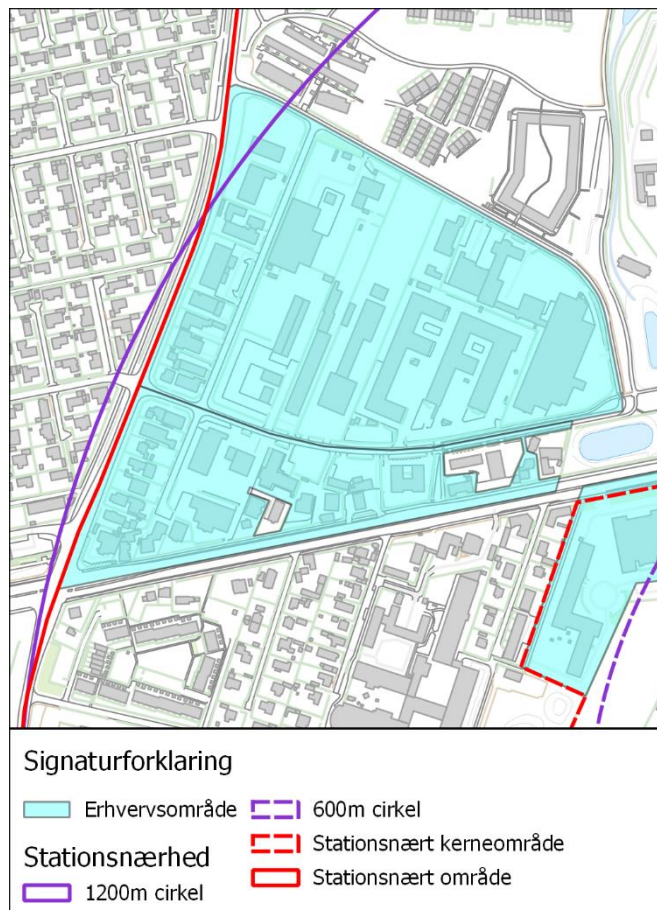 Signaturforklaring
Erhvervsområde
Stationsnærhed
1200m cirkel
600m cirkel
Stationsnært kerneområde
Stationsnært område